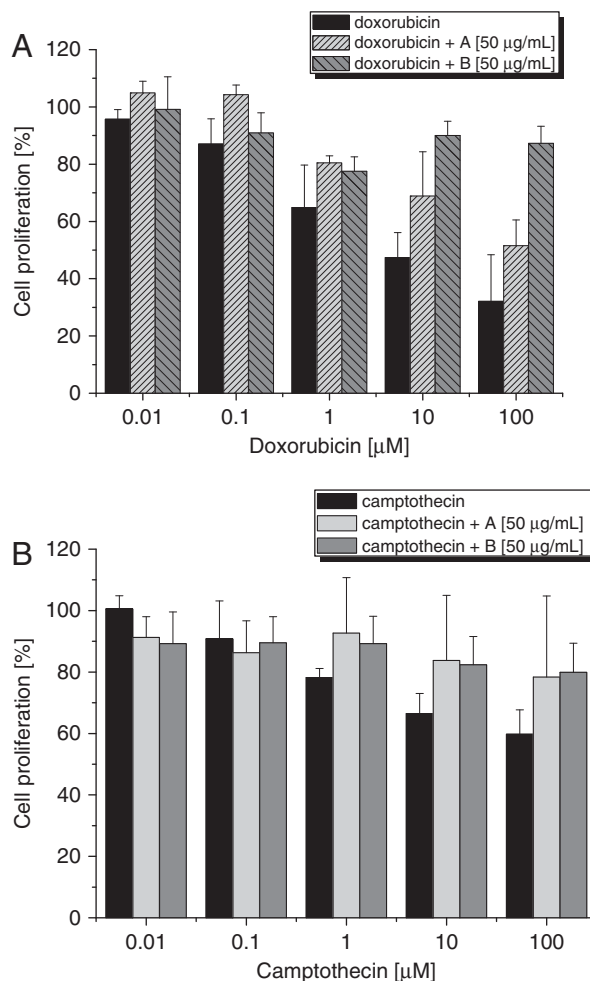 A
doxorubicin
doxorubicin + A [50 µg/mL]
doxorubicin + B [50 µg/mL]
120
100
80
60
40
20
0
Cell proliferation [%]
0.01 0.1 1 10 100
Doxorubicin [µM]
B
camptothecin
camptothecin + A [50 µg/mL]
camptothecin + B [50 µg/mL]
120
100
80
60
40
20
0
Cell proliferation [%]
0.01 0.1 1 10 100
Camptothecin [µM]